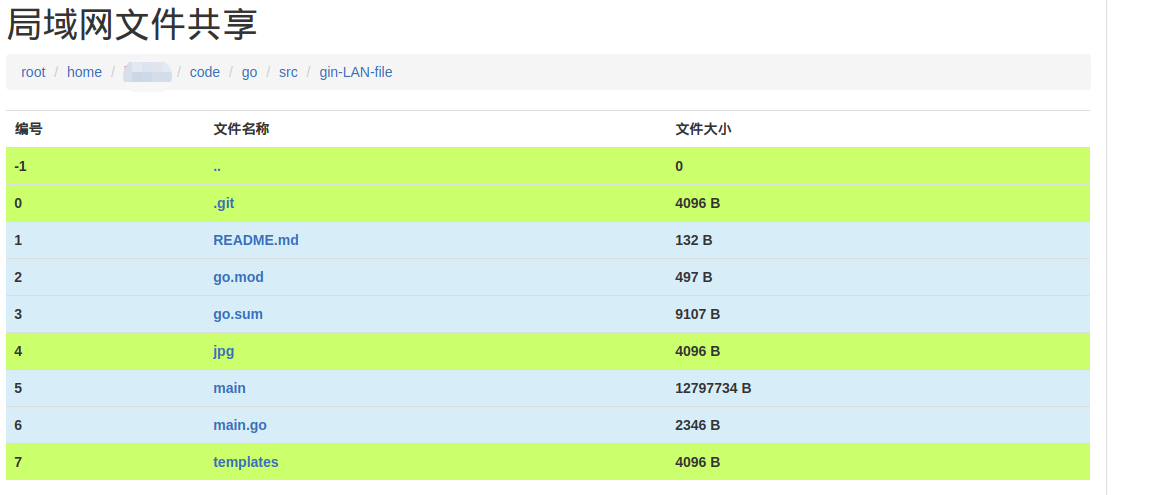 局域网文件共享
root / home / / code / go / src / gin-LAN-file
编号 文件名称 文件大小
-1 .. 0
0 .git 4096 B
1 README.md 132 B
2 go.mod 497 B
3 go.sum 9107 B
4 jpg 4096 B
5 main 12797734 B
6 main.go 2346 B
7 templates 4096 B